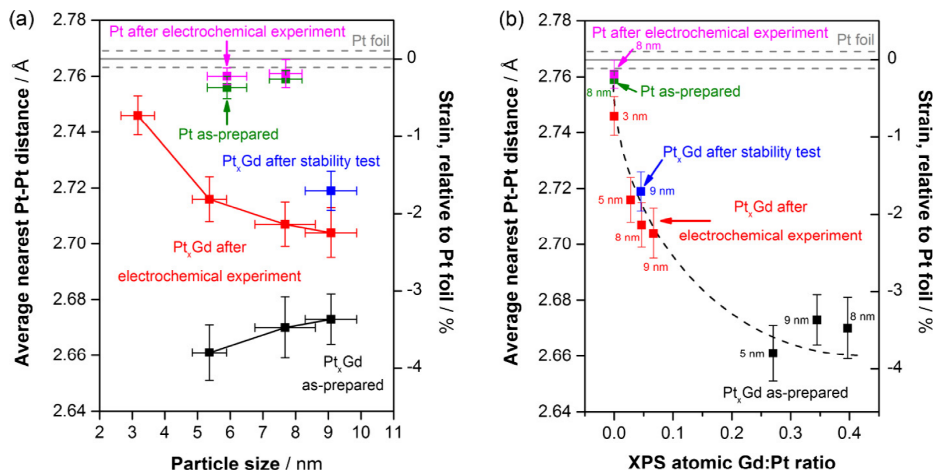 (a)
Average nearest Pt-Pt distance / Å
2.76
2.74
2.72
2.70
2.68
2.66
2.64
Pt after electrochemical experiment
Pt foil
Pt as-prepared
PtₓGd after stability test
PtₓGd after
electrochemical experiment
PtₓGd
as-prepared
0
-1
-2
-3
-4
Strain, relative to Pt foil / %
2 3 4 5 6 7 8 9 10 11
Particle size / nm
(b)
Average nearest Pt-Pt distance / Å
2.76
2.74
2.72
2.70
2.68
2.66
2.64
Pt after electrochemical experiment
8 nm
Pt foil
8 nm
Pt as-prepared
3 nm
PtₓGd after stability test
9 nm
5 nm
PtₓGd after
electrochemical experiment
8 nm
9 nm
9 nm
8 nm
5 nm
PtₓGd as-prepared
0
-1
-2
-3
-4
Strain, relative to Pt foil / %
0.0 0.1 0.2 0.3 0.4
XPS atomic Gd:Pt ratio